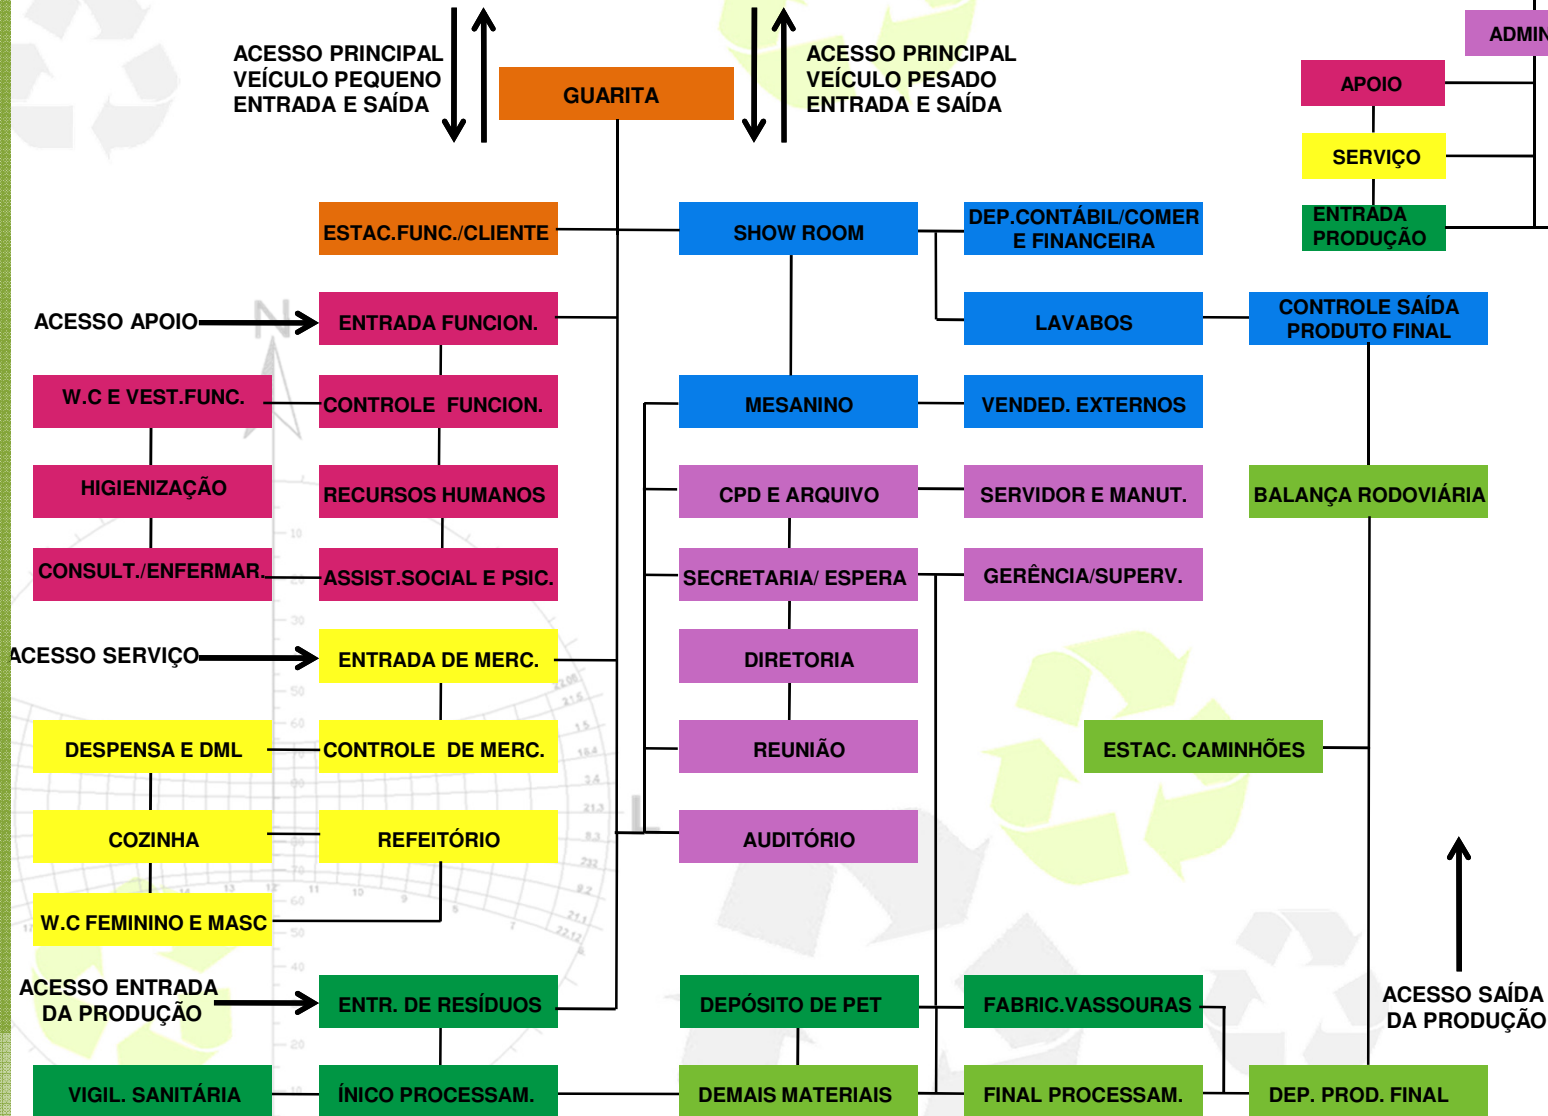 ACESSO PRINCIPAL
VEÍCULO PEQUENO
ENTRADA E SAÍDA
GUARITA
ACESSO PRINCIPAL
VEÍCULO PESADO
ENTRADA E SAÍDA
ADMIN
APOIO
SERVIÇO
ENTRADA
PRODUÇÃO
ESTAC.FUNC./CLIENTE
SHOW ROOM
DEP.CONTÁBIL/COMER
E FINANCEIRA
ACESSO APOIO
ENTRADA FUNCION.
LAVABOS
CONTROLE SAÍDA
PRODUTO FINAL
N
W.C E VEST.FUNC.
CONTROLE FUNCION.
MESANINO
VENDED. EXTERNOS
HIGIENIZAÇÃO
RECURSOS HUMANOS
CPD E ARQUIVO
SERVIDOR E MANUT.
BALANÇA RODOVIÁRIA
CONSULT./ENFERMAR.
ASSIST.SOCIAL E PSIC.
SECRETARIA/ ESPERA
GERÊNCIA/SUPERV.
ACESSO SERVIÇO
ENTRADA DE MERC.
DIRETORIA
DESPENSA E DML
CONTROLE DE MERC.
REUNIÃO
ESTAC. CAMINHÕES
COZINHA
REFEITÓRIO
AUDITÓRIO
L
W.C FEMININO E MASC
ACESSO ENTRADA
DA PRODUÇÃO
ENTR. DE RESÍDUOS
DEPÓSITO DE PET
FABRIC.VASSOURAS
ACESSO SAÍDA
DA PRODUÇÃO
VIGIL. SANITÁRIA
ÍNICO PROCESSAM.
DEMAIS MATERIAIS
FINAL PROCESSAM.
DEP. PROD. FINAL